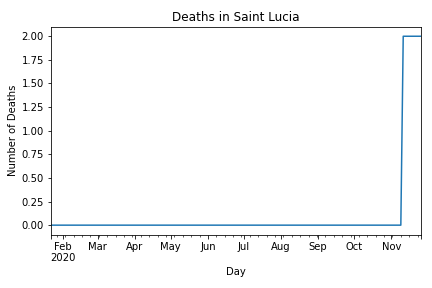 Deaths in Saint Lucia
2.00
1.75
1.50
1.25
1.00
0.75
0.50
0.25
0.00
Number of Deaths
Feb Mar Apr May Jun Jul Aug Sep Oct Nov
2020
Day